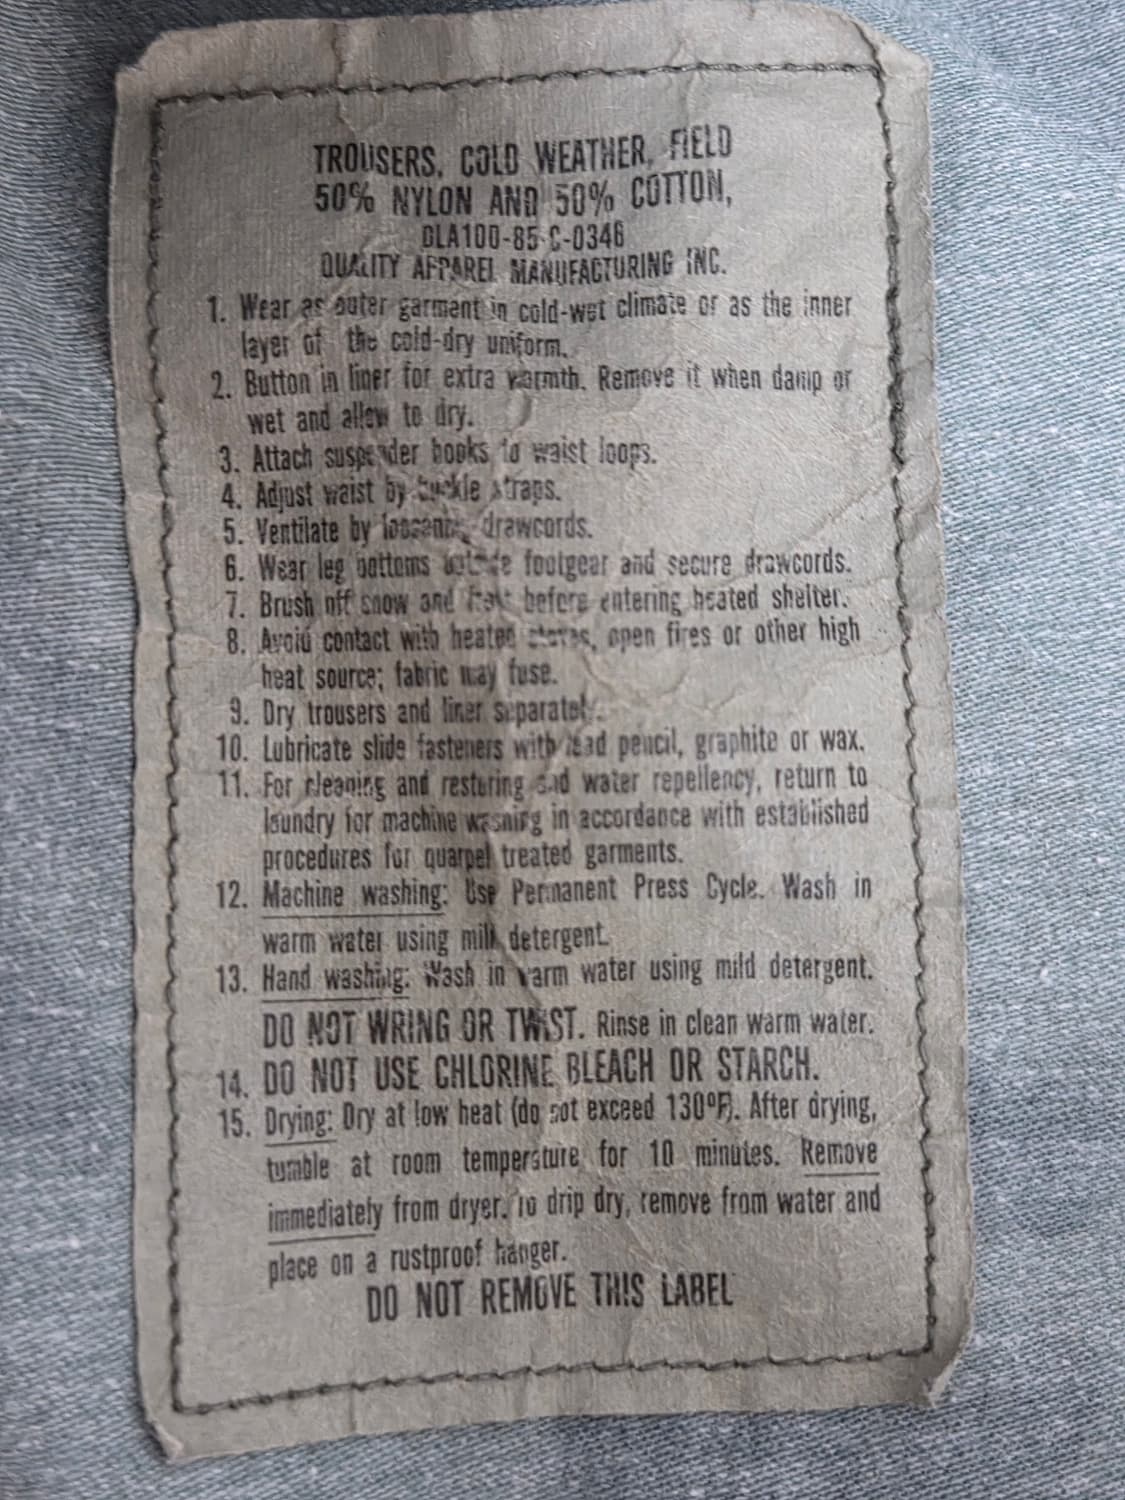 TROUSERS, COLD WEATHER, FIELD
50% NYLON AND 50% COTTON,
DLA100-85-C-0346
QUALITY APPAREL MANUFACTURING INC.
1. Wear as outer garment in cold-wet climate or as the inner
layer of the cold-dry uniform.
2. Button in liner for extra warmth. Remove it when damp or
wet and allow to dry.
3. Attach suspender hooks to waist loops.
4. Adjust waist by buckle straps.
5. Ventilate by loosening drawcords.
6. Wear leg bottoms outside footgear and secure drawcords.
7. Brush off snow and frost before entering heated shelter.
8. Avoid contact with heated stoves, open fires or other high
heat source; fabric may fuse.
9. Dry trousers and liner separately.
10. Lubricate slide fasteners with lead pencil, graphite or wax.
11. For cleaning and restoring and water repellency, return to
laundry for machine washing in accordance with established
procedures for quarpel treated garments.
12. Machine washing: Use Permanent Press Cycle. Wash in
warm water using mild detergent.
13. Hand washing: Wash in warm water using mild detergent.
DO NOT WRING OR TWIST. Rinse in clean warm water.
14. DO NOT USE CHLORINE BLEACH OR STARCH.
15. Drying: Dry at low heat (do not exceed 130°F). After drying,
tumble at room temperature for 10 minutes. Remove
immediately from dryer. To drip dry, remove from water and
place on a rustproof hanger.
DO NOT REMOVE THIS LABEL